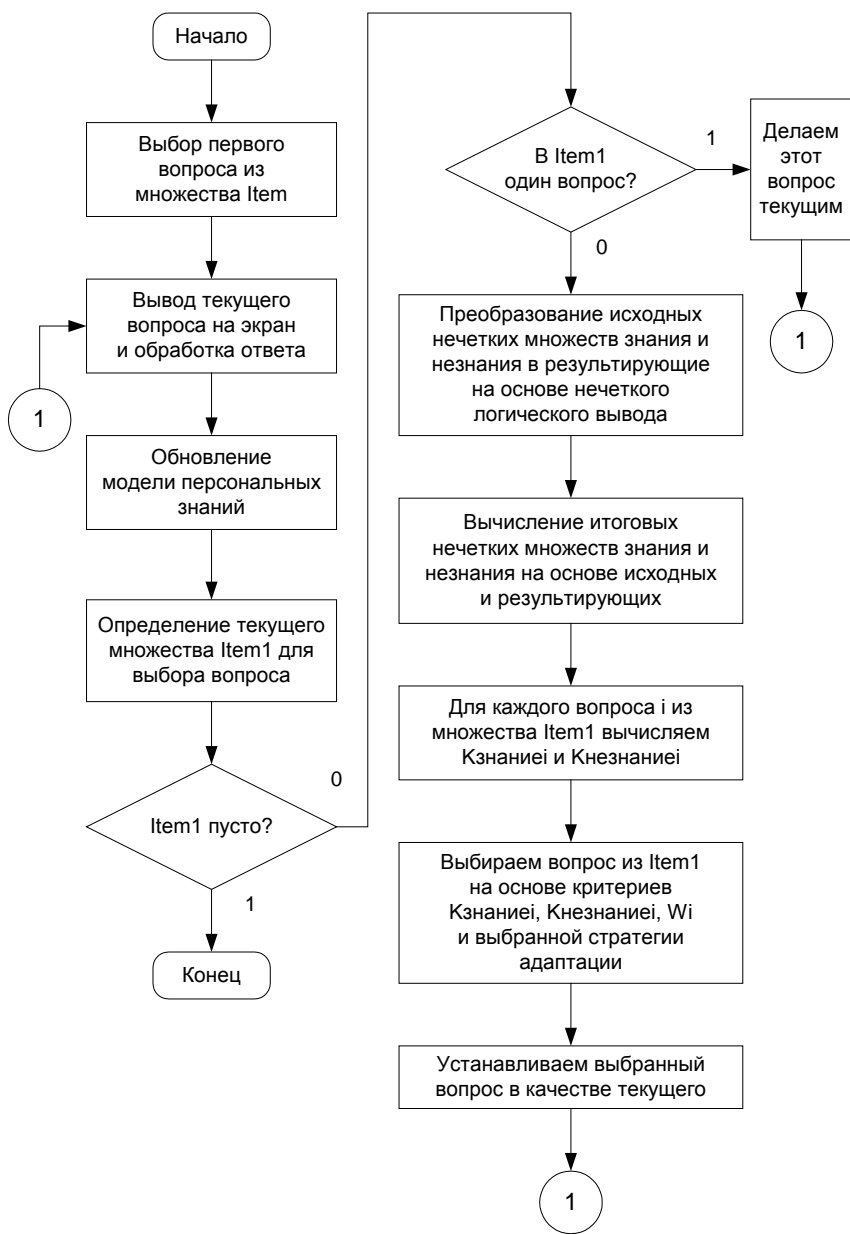 Начало
Выбор первого
вопроса из
множества Item
Вывод текущего
вопроса на экран
и обработка ответа
1
Обновление
модели персональных
знаний
Определение текущего
множества Item1 для
выбора вопроса
0
Item1 пусто?
1
Конец
В Item1
один вопрос?
1
Делаем
этот
вопрос
текущим
1
0
Преобразование исходных
нечетких множеств знания и
незнания в результирующие
на основе нечеткого
логического вывода
Вычисление итоговых
нечетких множеств знания и
незнания на основе исходных
и результирующих
Для каждого вопроса i из
множества Item1 вычисляем
Kзнаниеi и Kнезнаниеi
Выбираем вопрос из Item1
на основе критериев
Kзнаниеi, Kнезнаниеi, Wi
и выбранной стратегии
адаптации
Устанавливаем выбранный
вопрос в качестве текущего
1